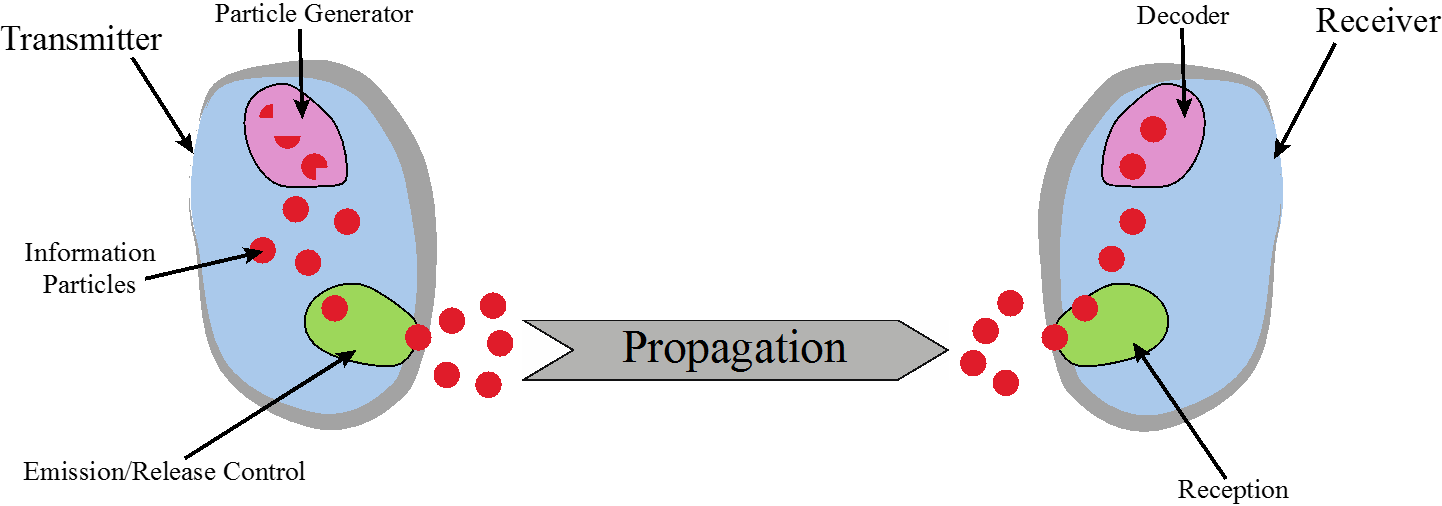 Particle Generator
Transmitter
Decoder
Receiver
Information
Particles
Propagation
Emission/Release Control
Reception